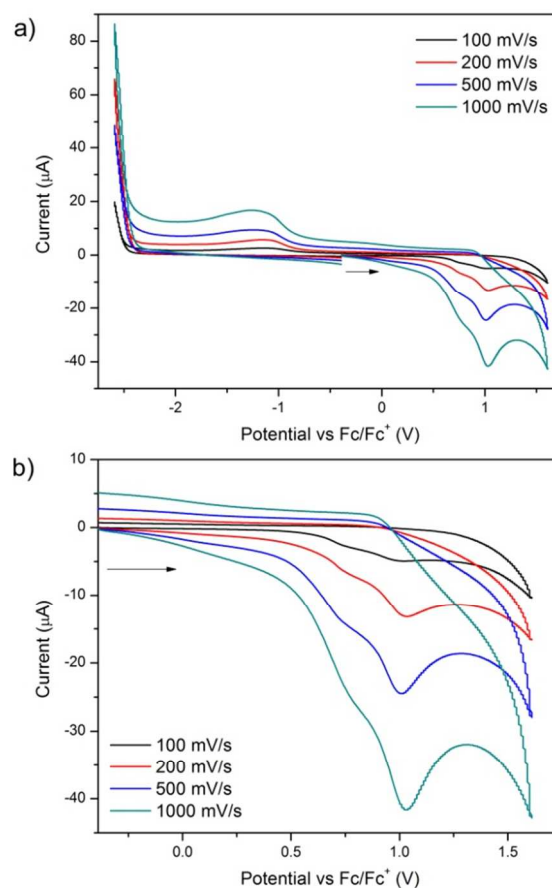 a)
100 mV/s
200 mV/s
500 mV/s
1000 mV/s
80
60
40
20
0
-20
-40
Current (μA)
-2
-1
0
1
Potential vs Fc/Fc⁺ (V)
b)
10
0
-10
-20
-30
-40
Current (μA)
100 mV/s
200 mV/s
500 mV/s
1000 mV/s
0.0
0.5
1.0
1.5
Potential vs Fc/Fc⁺ (V)